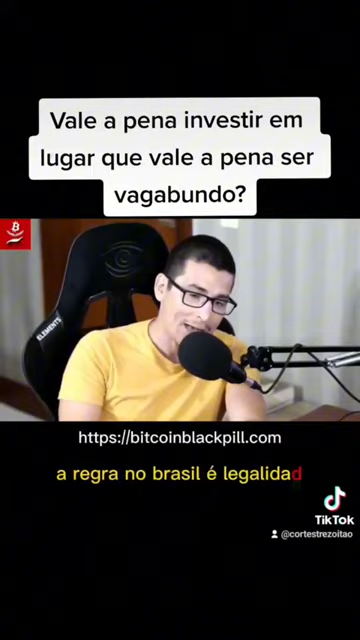 Vale a pena investir em
lugar que vale a pena ser
vagabundo?
ELEMENTS
https://bitcoinblackpill.com
a regra no brasil é legalidad
TikTok
@cortestrezoitao